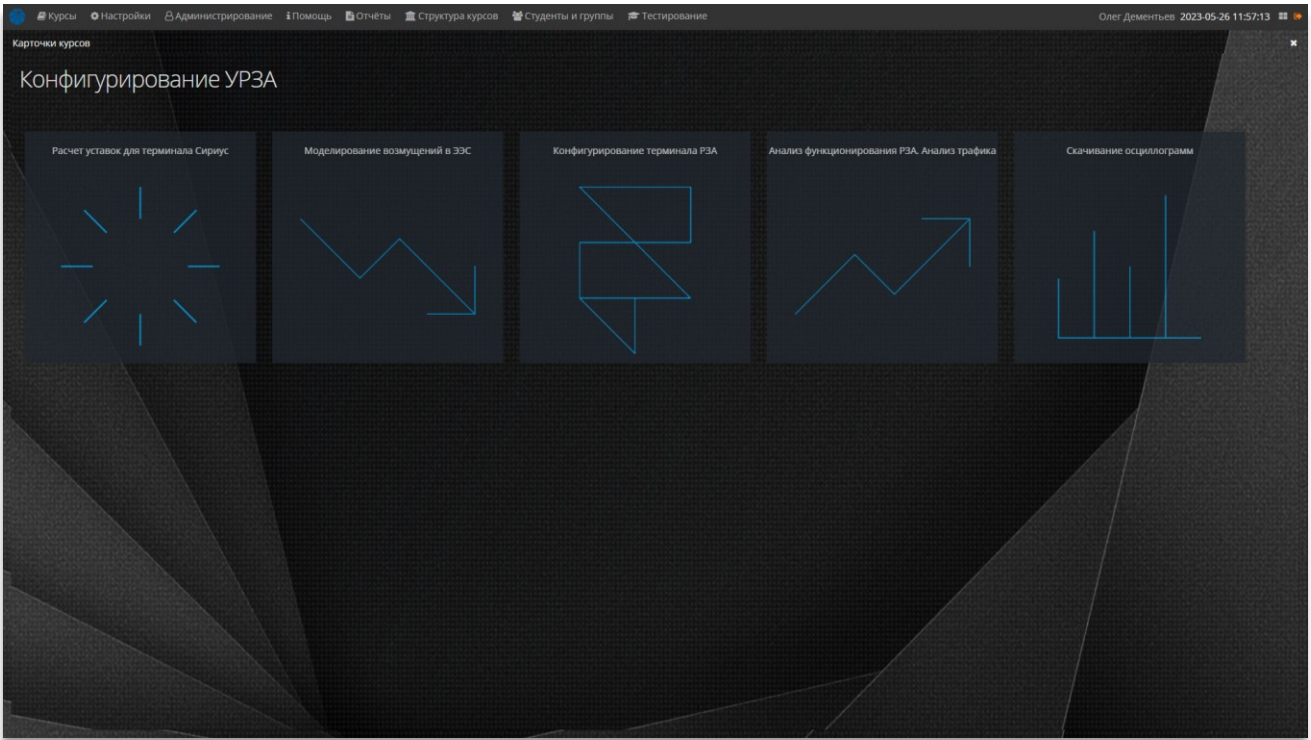 Курсы Настройки Администрирование Помощь Отчёты Структура курсов Студенты и группы Тестирование Олег Дементьев 2023-05-26 11:57:13
Карточки курсов
Конфигурирование УРЗА
Расчет уставок для терминала Сириус
Моделирование возмущений в ЭЭС
Конфигурирование терминала РЗА
Анализ функционирования РЗА. Анализ трафика
Скачивание осциллограмм